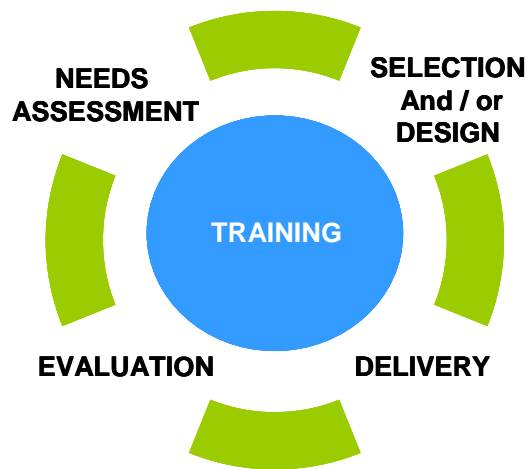 NEEDS
ASSESSMENT
SELECTION
And / or
DESIGN
TRAINING
EVALUATION
DELIVERY